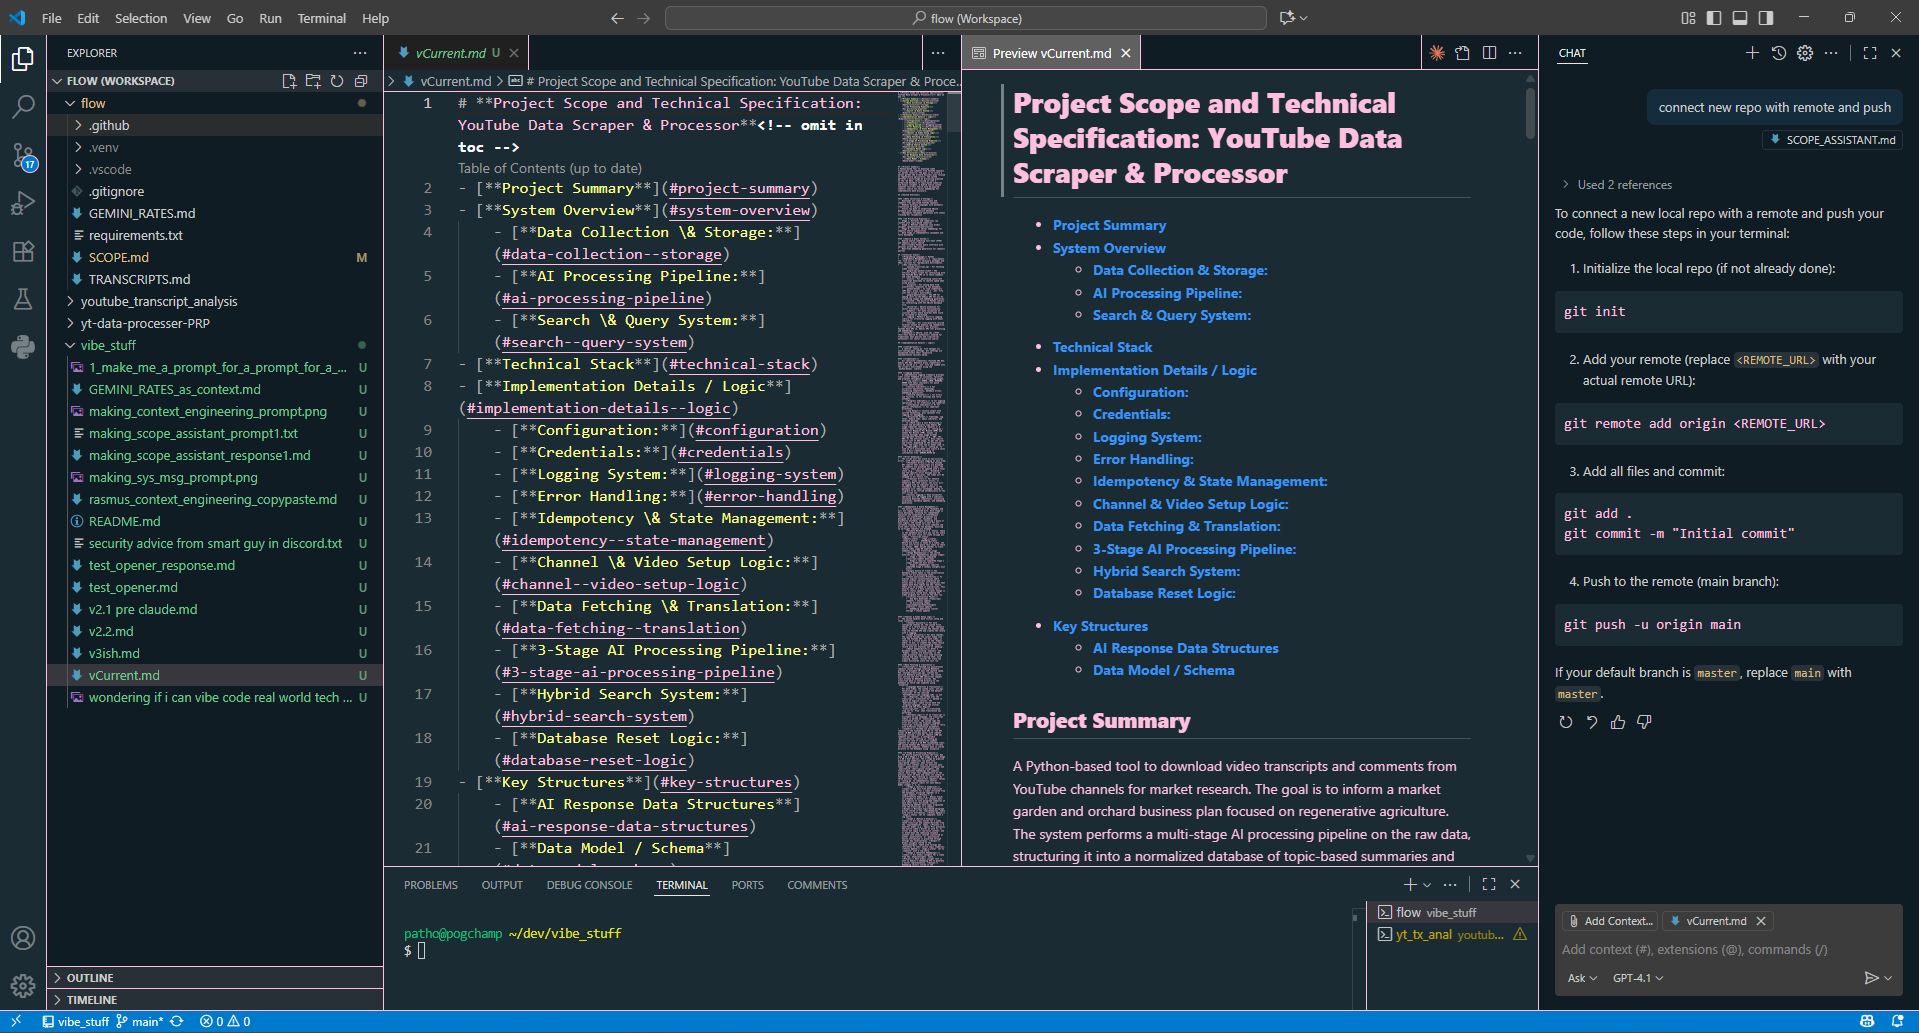 File Edit Selection View Go Run Terminal Help
flow (Workspace)
EXPLORER
FLOW (WORKSPACE)
flow
.github
.venv
.vscode
.gitignore
GEMINI_RATES.md
requirements.txt
SCOPE.md M
TRANSCRIPTS.md
youtube_transcript_analysis
yt-data-processer-PRP
vibe_stuff
1_make_me_a_prompt_for_a_prompt_for_a_... U
GEMINI_RATES_as_context.md U
making_context_engineering_prompt.png U
making_scope_assistant_prompt1.txt U
making_scope_assistant_response1.md U
making_sys_msg_prompt.png U
rasmus_context_engineering_copypaste.md U
README.md U
security advice from smart guy in discord.txt U
test_opener_response.md U
test_opener.md U
v2.1 pre claude.md U
v2.2.md U
v3ish.md U
vCurrent.md U
wondering if i can vibe code real world tech ... U
OUTLINE
TIMELINE
17
vCurrent.md U
vCurrent.md > # Project Scope and Technical Specification: YouTube Data Scraper & Proce...
1 # **Project Scope and Technical Specification:
YouTube Data Scraper & Processor**<!-- omit in
toc -->
Table of Contents (up to date)
2 - [**Project Summary**](#project-summary)
3 - [**System Overview**](#system-overview)
4 - [**Data Collection \& Storage:**]
(#data-collection--storage)
5 - [**AI Processing Pipeline:**]
(#ai-processing-pipeline)
6 - [**Search \& Query System:**]
(#search--query-system)
7 - [**Technical Stack**](#technical-stack)
8 - [**Implementation Details / Logic**]
(#implementation-details--logic)
9 - [**Configuration:**](#configuration)
10 - [**Credentials:**](#credentials)
11 - [**Logging System:**](#logging-system)
12 - [**Error Handling:**](#error-handling)
13 - [**Idempotency \& State Management:**]
(#idempotency--state-management)
14 - [**Channel \& Video Setup Logic:**]
(#channel--video-setup-logic)
15 - [**Data Fetching \& Translation:**]
(#data-fetching--translation)
16 - [**3-Stage AI Processing Pipeline:**]
(#3-stage-ai-processing-pipeline)
17 - [**Hybrid Search System:**]
(#hybrid-search-system)
18 - [**Database Reset Logic:**]
(#database-reset-logic)
19 - [**Key Structures**](#key-structures)
20 - [**AI Response Data Structures**]
(#ai-response-data-structures)
21 - [**Data Model / Schema**]
Preview vCurrent.md
Project Scope and Technical
Specification: YouTube Data
Scraper & Processor
Project Summary
System Overview
Data Collection & Storage:
AI Processing Pipeline:
Search & Query System:
Technical Stack
Implementation Details / Logic
Configuration:
Credentials:
Logging System:
Error Handling:
Idempotency & State Management:
Channel & Video Setup Logic:
Data Fetching & Translation:
3-Stage AI Processing Pipeline:
Hybrid Search System:
Database Reset Logic:
Key Structures
AI Response Data Structures
Data Model / Schema
Project Summary
A Python-based tool to download video transcripts and comments from
YouTube channels for market research. The goal is to inform a market
garden and orchard business plan focused on regenerative agriculture.
The system performs a multi-stage AI processing pipeline on the raw data,
structuring it into a normalized database of topic-based summaries and
PROBLEMS OUTPUT DEBUG CONSOLE TERMINAL PORTS COMMENTS
patho@pogchamp ~/dev/vibe_stuff
$
flow vibe_stuff
yt_tx_anal youtub...
CHAT
connect new repo with remote and push
SCOPE_ASSISTANT.md
Used 2 references
To connect a new local repo with a remote and push your
code, follow these steps in your terminal:
1. Initialize the local repo (if not already done):
git init
2. Add your remote (replace <REMOTE_URL> with your
actual remote URL):
git remote add origin <REMOTE_URL>
3. Add all files and commit:
git add .
git commit -m "Initial commit"
4. Push to the remote (main branch):
git push -u origin main
If your default branch is master, replace main with
master.
Add Context... vCurrent.md
Add context (#), extensions (@), commands (/)
Ask GPT-4.1
vibe_stuff main* 0 0